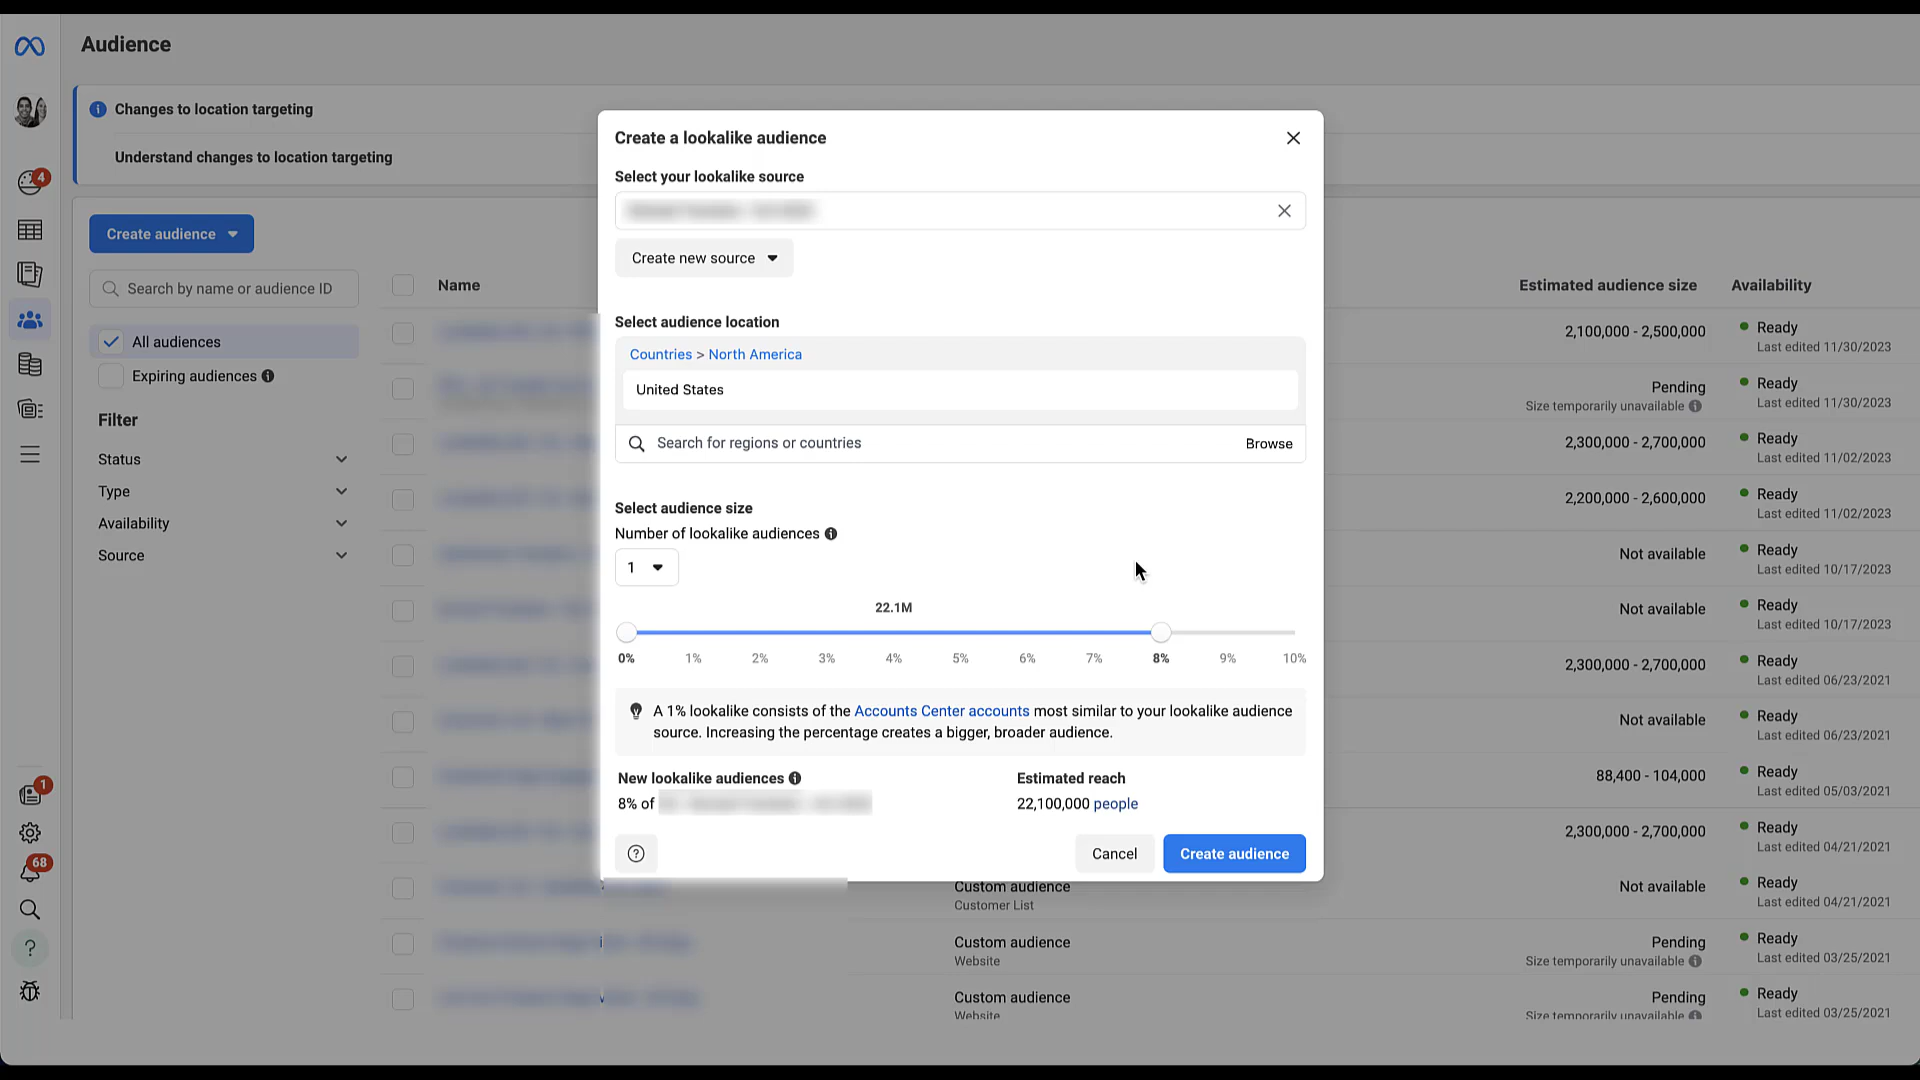 Audience
Changes to location targeting
Understand changes to location targeting
4
Create audience
Search by name or audience ID
All audiences
Expiring audiences
Filter
Status
Type
Availability
Source
1
68
Name
Estimated audience size
Availability
2,100,000 - 2,500,000
Ready
Last edited 11/30/2023
Pending
Size temporarily unavailable
Ready
Last edited 11/30/2023
2,300,000 - 2,700,000
Ready
Last edited 11/02/2023
2,200,000 - 2,600,000
Ready
Last edited 11/02/2023
Not available
Ready
Last edited 10/17/2023
Not available
Ready
Last edited 10/17/2023
2,300,000 - 2,700,000
Ready
Last edited 06/23/2021
Not available
Ready
Last edited 06/23/2021
88,400 - 104,000
Ready
Last edited 05/03/2021
2,300,000 - 2,700,000
Ready
Last edited 04/21/2021
Custom audience
Customer List
Not available
Ready
Last edited 04/21/2021
Custom audience
Website
Pending
Size temporarily unavailable
Ready
Last edited 03/25/2021
Custom audience
Website
Pending
Size temporarily unavailable
Ready
Last edited 03/25/2021
Create a lookalike audience
Select your lookalike source
Create new source
Select audience location
Countries > North America
United States
Search for regions or countries
Browse
Select audience size
Number of lookalike audiences
1
22.1M
0% 1% 2% 3% 4% 5% 6% 7% 8% 9% 10%
A 1% lookalike consists of the Accounts Center accounts most similar to your lookalike audience
source. Increasing the percentage creates a bigger, broader audience.
New lookalike audiences
8% of
Estimated reach
22,100,000 people
Cancel
Create audience